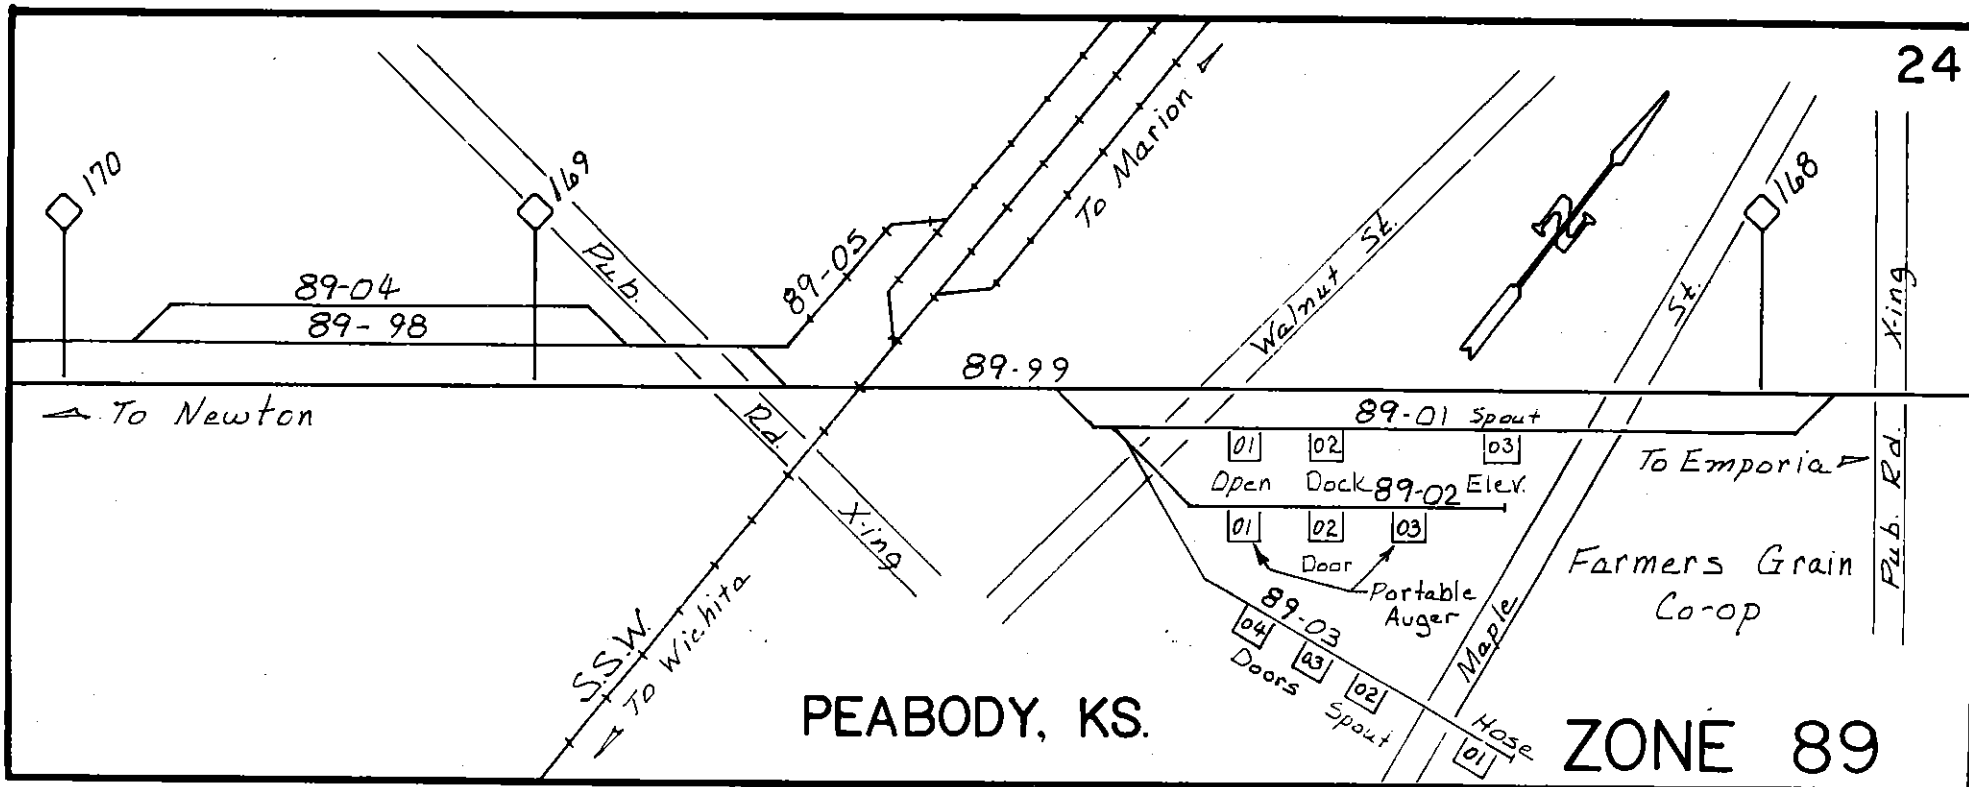 24
170
169
168
89-04
89-98
89-05
89-99
To Marion
N
Pub. Rd. X-ing
Walnut St.
Maple St.
Pub. Rd. X-ing
To Newton
89-01 Spout
01 02 03
Open Dock Elev.
To Emporia
89-02
01 02 03
Door
Portable
Auger
Farmers Grain
Co-op
89-03
04 03 02 01
Doors
Spout
Hose
S.S.W.
To Wichita
PEABODY, KS.
ZONE 89